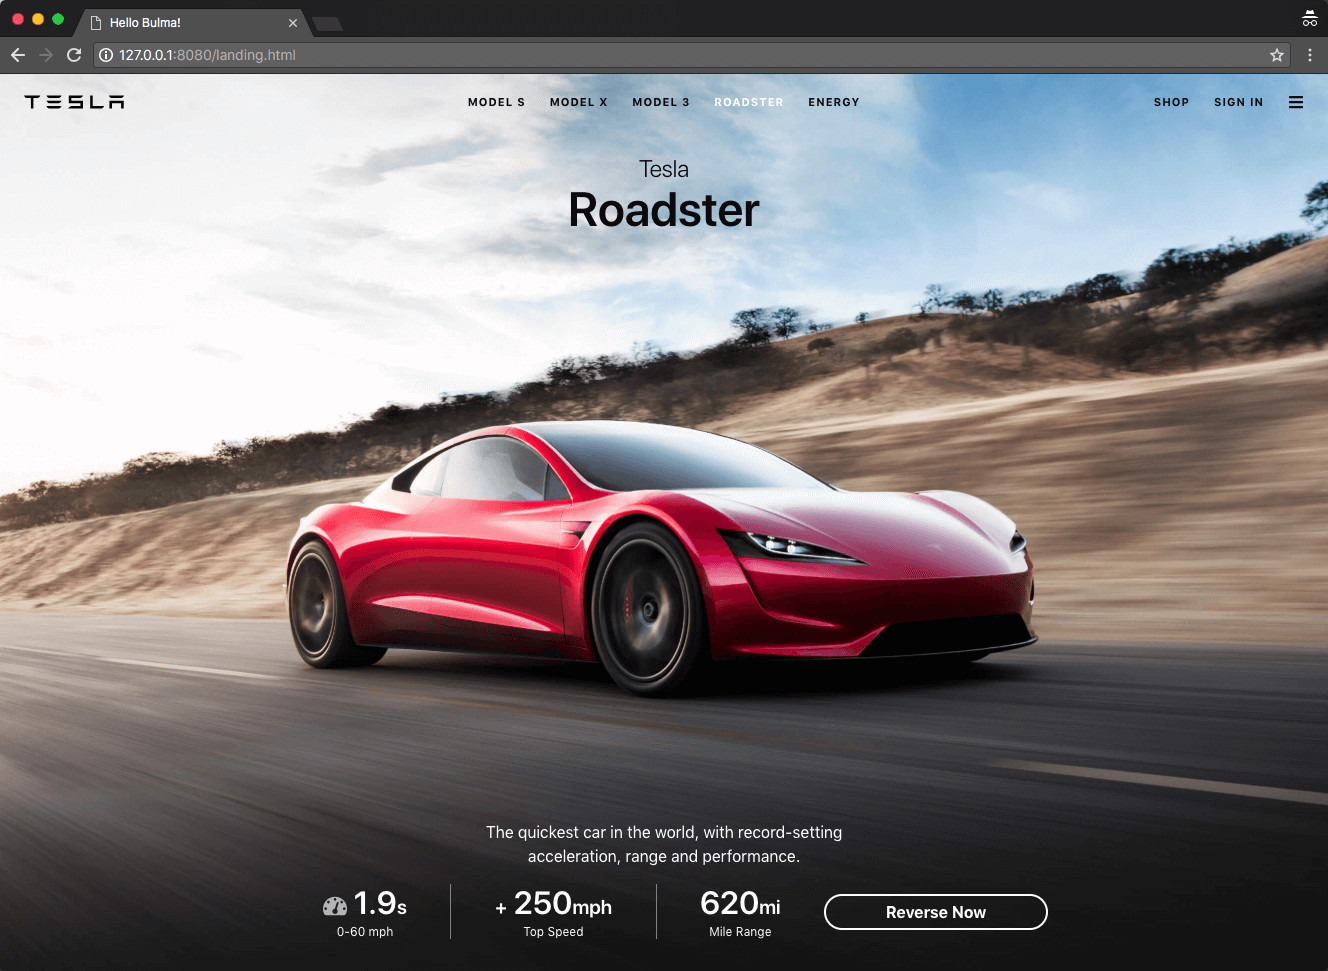 Hello Bulma!
127.0.0.1:8080/landing.html
TESLA
MODEL S MODEL X MODEL 3 ROADSTER ENERGY
SHOP SIGN IN
Tesla
Roadster
The quickest car in the world, with record-setting
acceleration, range and performance.
1.9s
0-60 mph
+ 250mph
Top Speed
620mi
Mile Range
Reverse Now